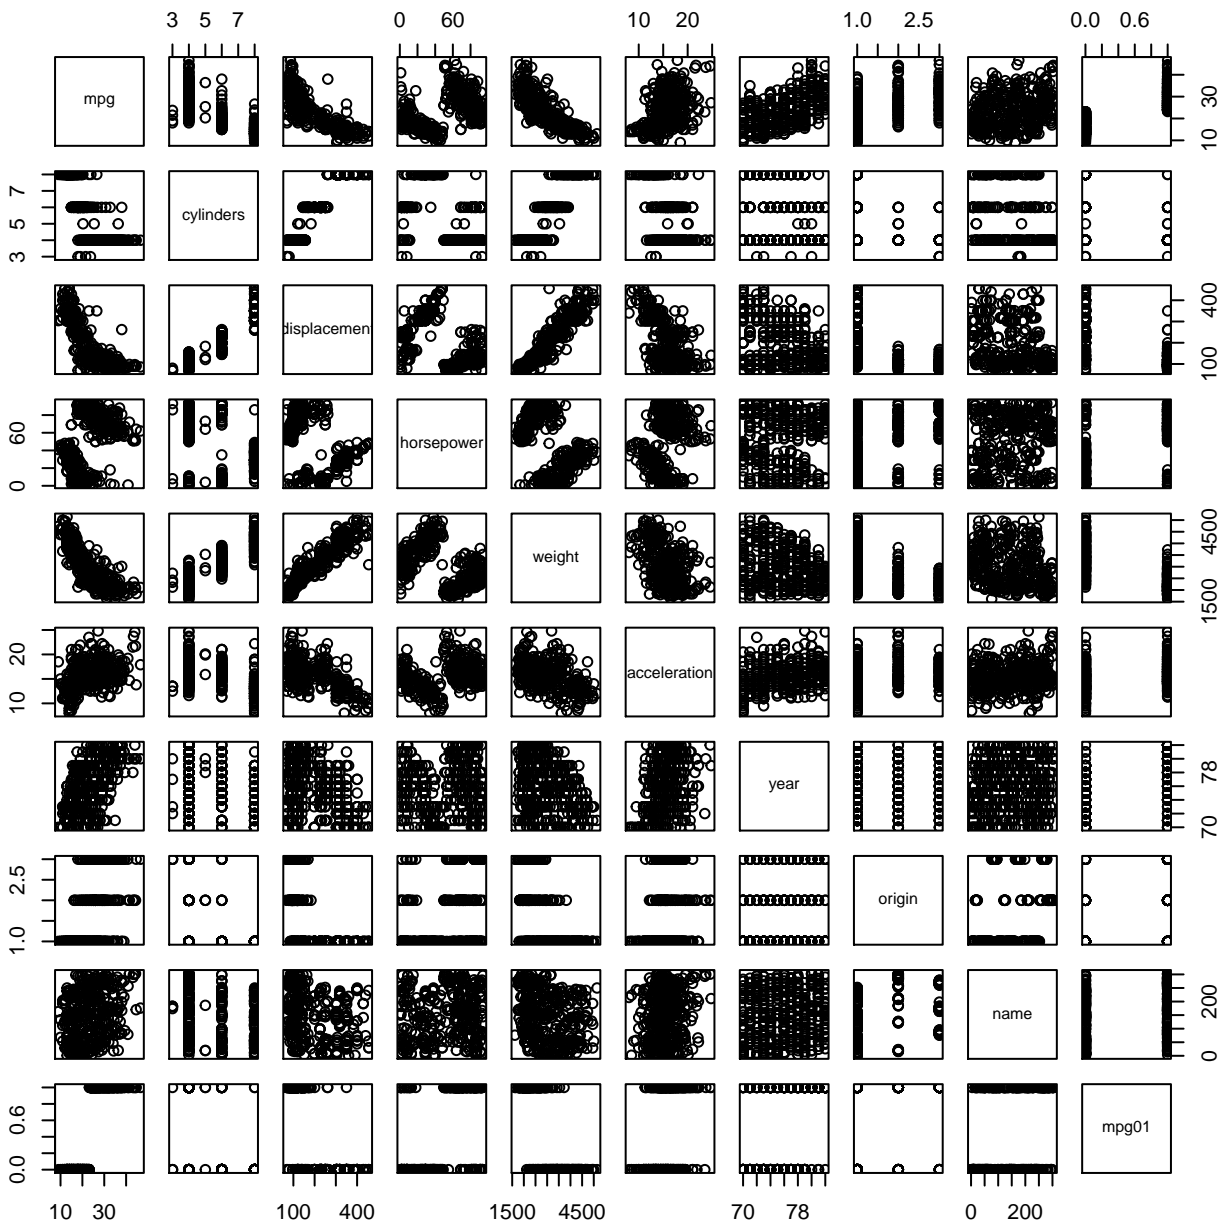 3 5 7 0 60 10 20 1.0 2.5 0.0 0.6
mpg 10 30
3 5 7 cylinders
displacement 100 400
0 60 horsepower
weight 1500 4500
10 20 acceleration
year 70 78
1.0 2.5 origin
name 0 200
0.0 0.6 mpg01
10 30 100 400 1500 4500 70 78 0 200